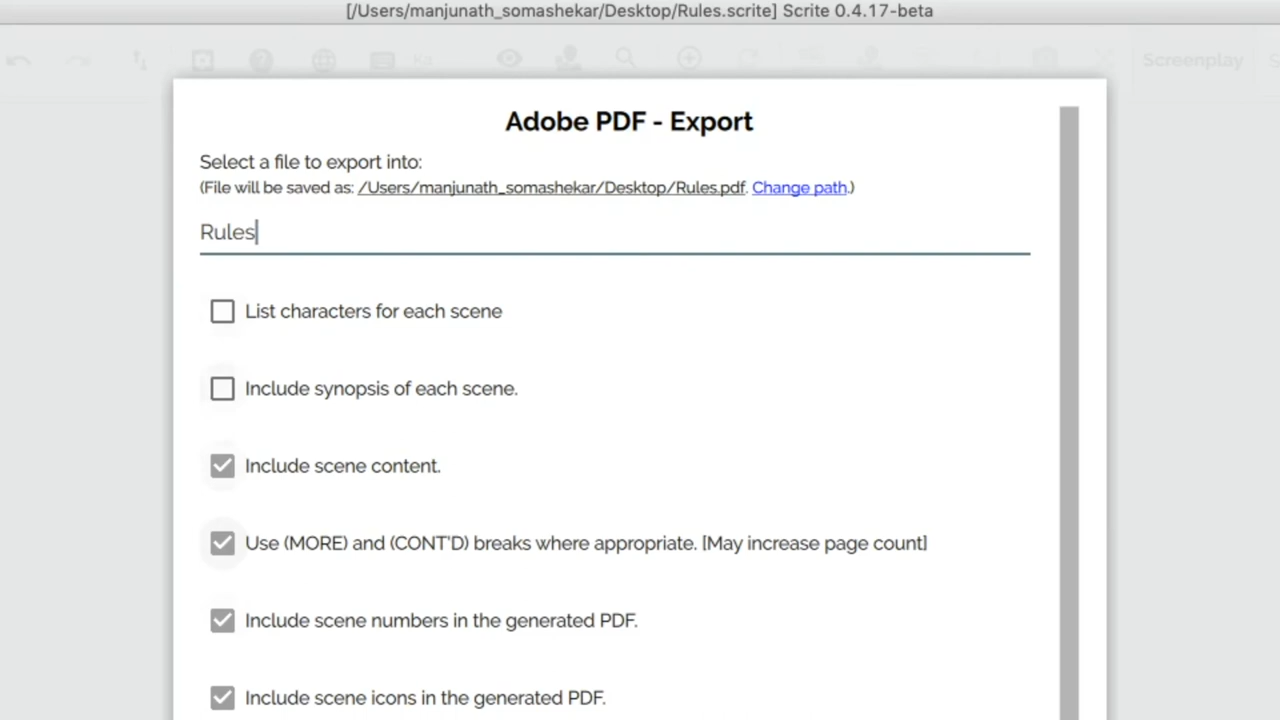 [/Users/manjunath_somashekar/Desktop/Rules.scrite] Scrite 0.4.17-beta
Screenplay
Adobe PDF - Export
Select a file to export into:
(File will be saved as: /Users/manjunath_somashekar/Desktop/Rules.pdf. Change path.)
Rules
List characters for each scene
Include synopsis of each scene.
Include scene content.
Use (MORE) and (CONT'D) breaks where appropriate. [May increase page count]
Include scene numbers in the generated PDF.
Include scene icons in the generated PDF.